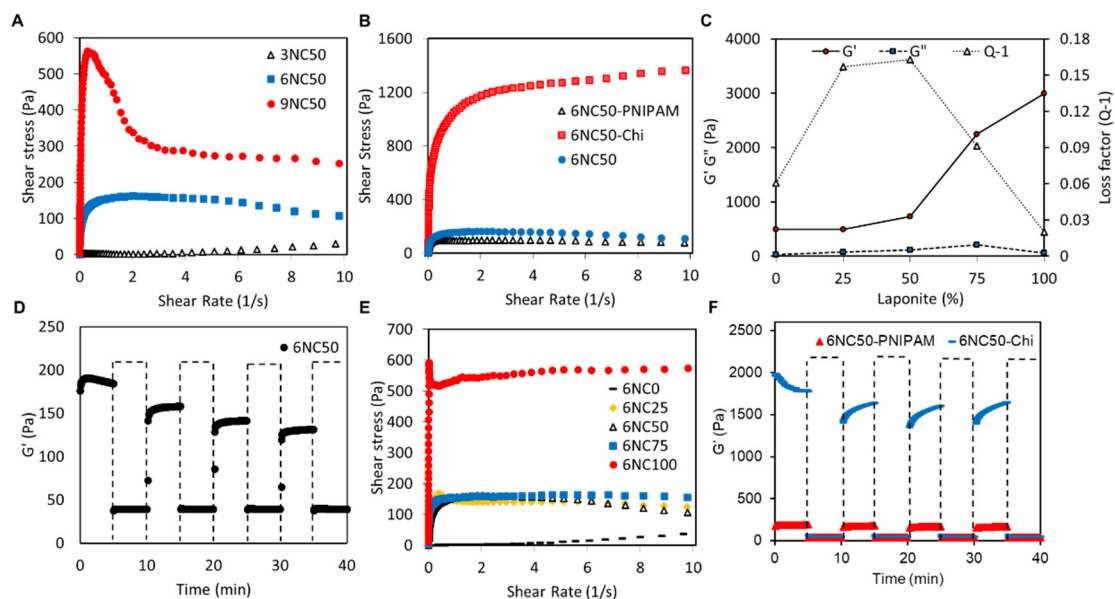 A
Shear stress (Pa)
600
500
400
300
200
100
0
3NC50
6NC50
9NC50
0 2 4 6 8 10
Shear Rate (1/s)
B
Shear Stress (Pa)
1600
1200
800
400
0
6NC50-PNIPAM
6NC50-Chi
6NC50
0 2 4 6 8 10
Shear Rate (1/s)
C
G' G" Q-1
G' G" (Pa)
4000
3000
2000
1000
0
0.18
0.15
0.12
0.09
0.06
0.03
0
Loss factor (Q-1)
0 25 50 75 100
Laponite (%)
D
G' (Pa)
250
200
150
100
50
0
6NC50
0 10 20 30 40
Time (min)
E
Shear stress (Pa)
700
600
500
400
300
200
100
0
6NC0
6NC25
6NC50
6NC75
6NC100
0 2 4 6 8 10
Shear Rate (1/s)
F
G' (Pa)
2500
2000
1500
1000
500
0
6NC50-PNIPAM 6NC50-Chi
0 10 20 30 40
Time (min)